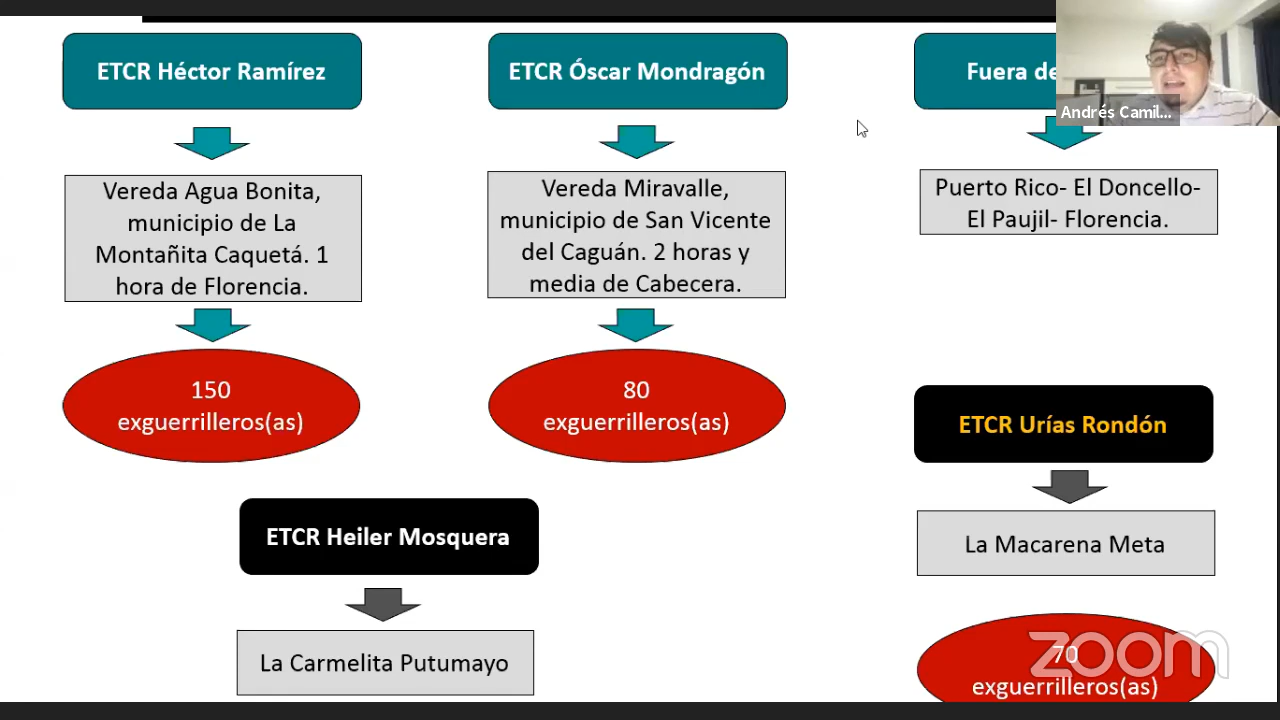 ETCR Héctor Ramírez
Vereda Agua Bonita,
municipio de La
Montañita Caquetá. 1
hora de Florencia.
150
exguerrilleros(as)
ETCR Óscar Mondragón
Vereda Miravalle,
municipio de San Vicente
del Caguán. 2 horas y
media de Cabecera.
80
exguerrilleros(as)
Fuera de
Andrés Camil...
Puerto Rico- El Doncello-
El Paujil- Florencia.
ETCR Heiler Mosquera
La Carmelita Putumayo
ETCR Urías Rondón
La Macarena Meta
70
exguerrilleros(as)
zoom